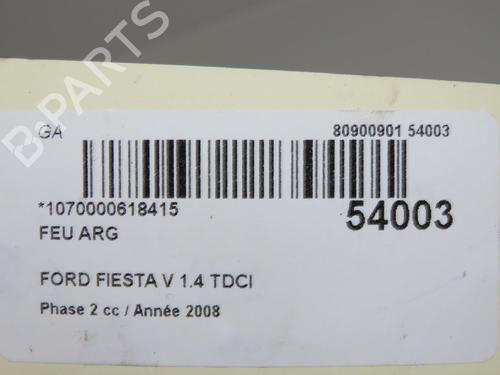 GA
80900901 54003
*1070000618415
54003
FEU ARG
FORD FIESTA V 1.4 TDCI
Phase 2 cc / Année 2008
B-PARTS